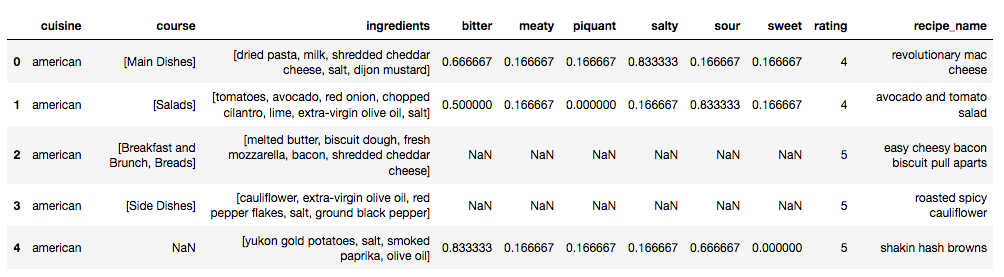 cuisine course ingredients bitter meaty piquant salty sour sweet rating recipe_name
0 american [Main Dishes] [dried pasta, milk, shredded cheddar cheese, salt, dijon mustard] 0.666667 0.166667 0.166667 0.833333 0.166667 0.166667 4 revolutionary mac cheese
1 american [Salads] [tomatoes, avocado, red onion, chopped cilantro, lime, extra-virgin olive oil, salt] 0.500000 0.166667 0.000000 0.166667 0.833333 0.166667 4 avocado and tomato salad
2 american [Breakfast and Brunch, Breads] [melted butter, biscuit dough, fresh mozzarella, bacon, shredded cheddar cheese] NaN NaN NaN NaN NaN NaN 5 easy cheesy bacon biscuit pull aparts
3 american [Side Dishes] [cauliflower, extra-virgin olive oil, red pepper flakes, salt, ground black pepper] NaN NaN NaN NaN NaN NaN 5 roasted spicy cauliflower
4 american NaN [yukon gold potatoes, salt, smoked paprika, olive oil] 0.833333 0.166667 0.166667 0.166667 0.666667 0.000000 5 shakin hash browns